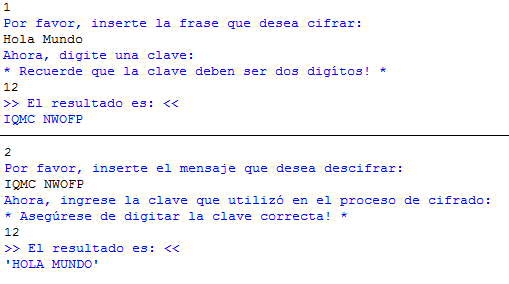 1
Por favor, inserte la frase que desea cifrar:
Hola Mundo
Ahora, digite una clave:
* Recuerde que la clave deben ser dos digítos! *
12
>> El resultado es: <<
IQMC NWOFP
2
Por favor, inserte el mensaje que desea descifrar:
IQMC NWOFP
Ahora, ingrese la clave que utilizó en el proceso de cifrado:
* Asegúrese de digitar la clave correcta! *
12
>> El resultado es: <<
'HOLA MUNDO'